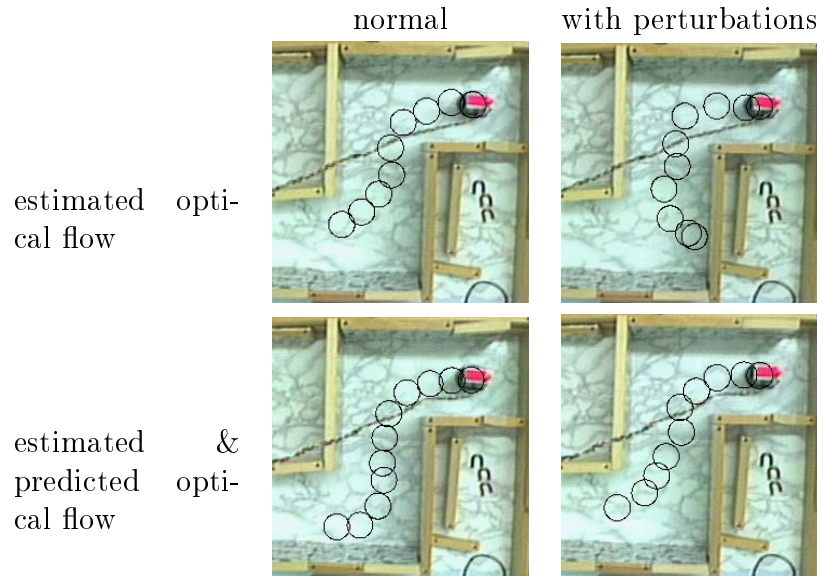 normal
with perturbations
estimated opti-
cal flow
estimated &
predicted opti-
cal flow